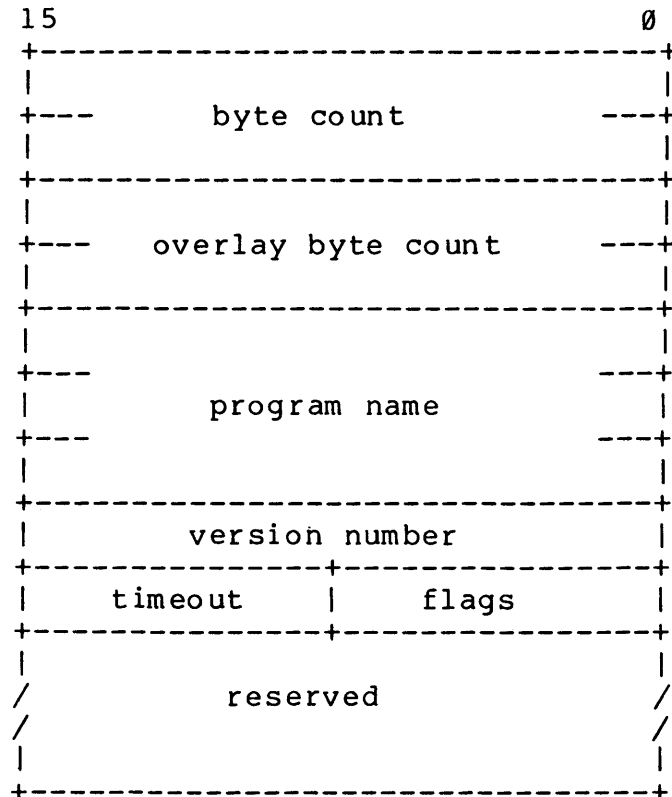 15 0
byte count
overlay byte count
program name
version number
timeout | flags
reserved